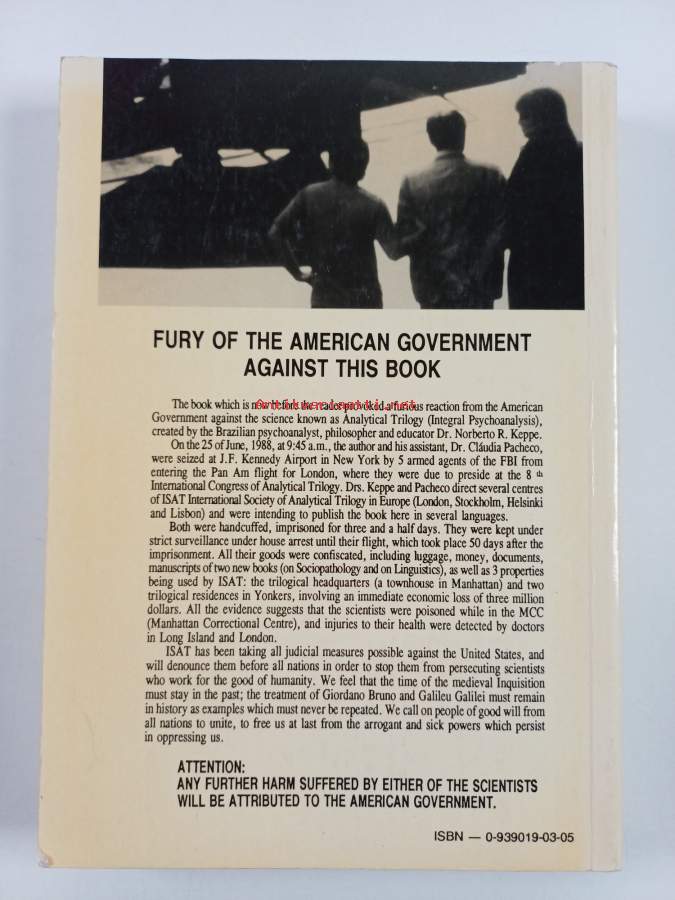 FURY OF THE AMERICAN GOVERNMENT
AGAINST THIS BOOK
The book which is now before the reader provoked a furious reaction from the American
Government against the science known as Analytical Trilogy (Integral Psychoanalysis),
created by the Brazilian psychoanalyst, philosopher and educator Dr. Norberto R. Keppe.
On the 25 of June, 1988, at 9:45 a.m., the author and his assistant, Dr. Cláudia Pacheco,
were seized at J.F. Kennedy Airport in New York by 5 armed agents of the FBI from
entering the Pan Am flight for London, where they were due to preside at the 8 th
International Congress of Analytical Trilogy. Drs. Keppe and Pacheco direct several centres
of ISAT International Society of Analytical Trilogy in Europe (London, Stockholm, Helsinki
and Lisbon) and were intending to publish the book here in several languages.
Both were handcuffed, imprisoned for three and a half days. They were kept under
strict surveillance under house arrest until their flight, which took place 50 days after the
imprisonment. All their goods were confiscated, including luggage, money, documents,
manuscripts of two new books (on Sociopathology and on Linguistics), as well as 3 properties
being used by ISAT: the trilogical headquarters (a townhouse in Manhattan) and two
trilogical residences in Yonkers, involving an immediate economic loss of three million
dollars. All the evidence suggests that the scientists were poisoned while in the MCC
(Manhattan Correctional Centre), and injuries to their health were detected by doctors
in Long Island and London.
ISAT has been taking all judicial measures possible against the United States, and
will denounce them before all nations in order to stop them from persecuting scientists
who work for the good of humanity. We feel that the time of the medieval Inquisition
must stay in the past; the treatment of Giordano Bruno and Galileu Galilei must remain
in history as examples which must never be repeated. We call on people of good will from
all nations to unite, to free us at last from the arrogant and sick powers which persist
in oppressing us.
ATTENTION:
ANY FURTHER HARM SUFFERED BY EITHER OF THE SCIENTISTS
WILL BE ATTRIBUTED TO THE AMERICAN GOVERNMENT.
ISBN — 0-939019-03-05